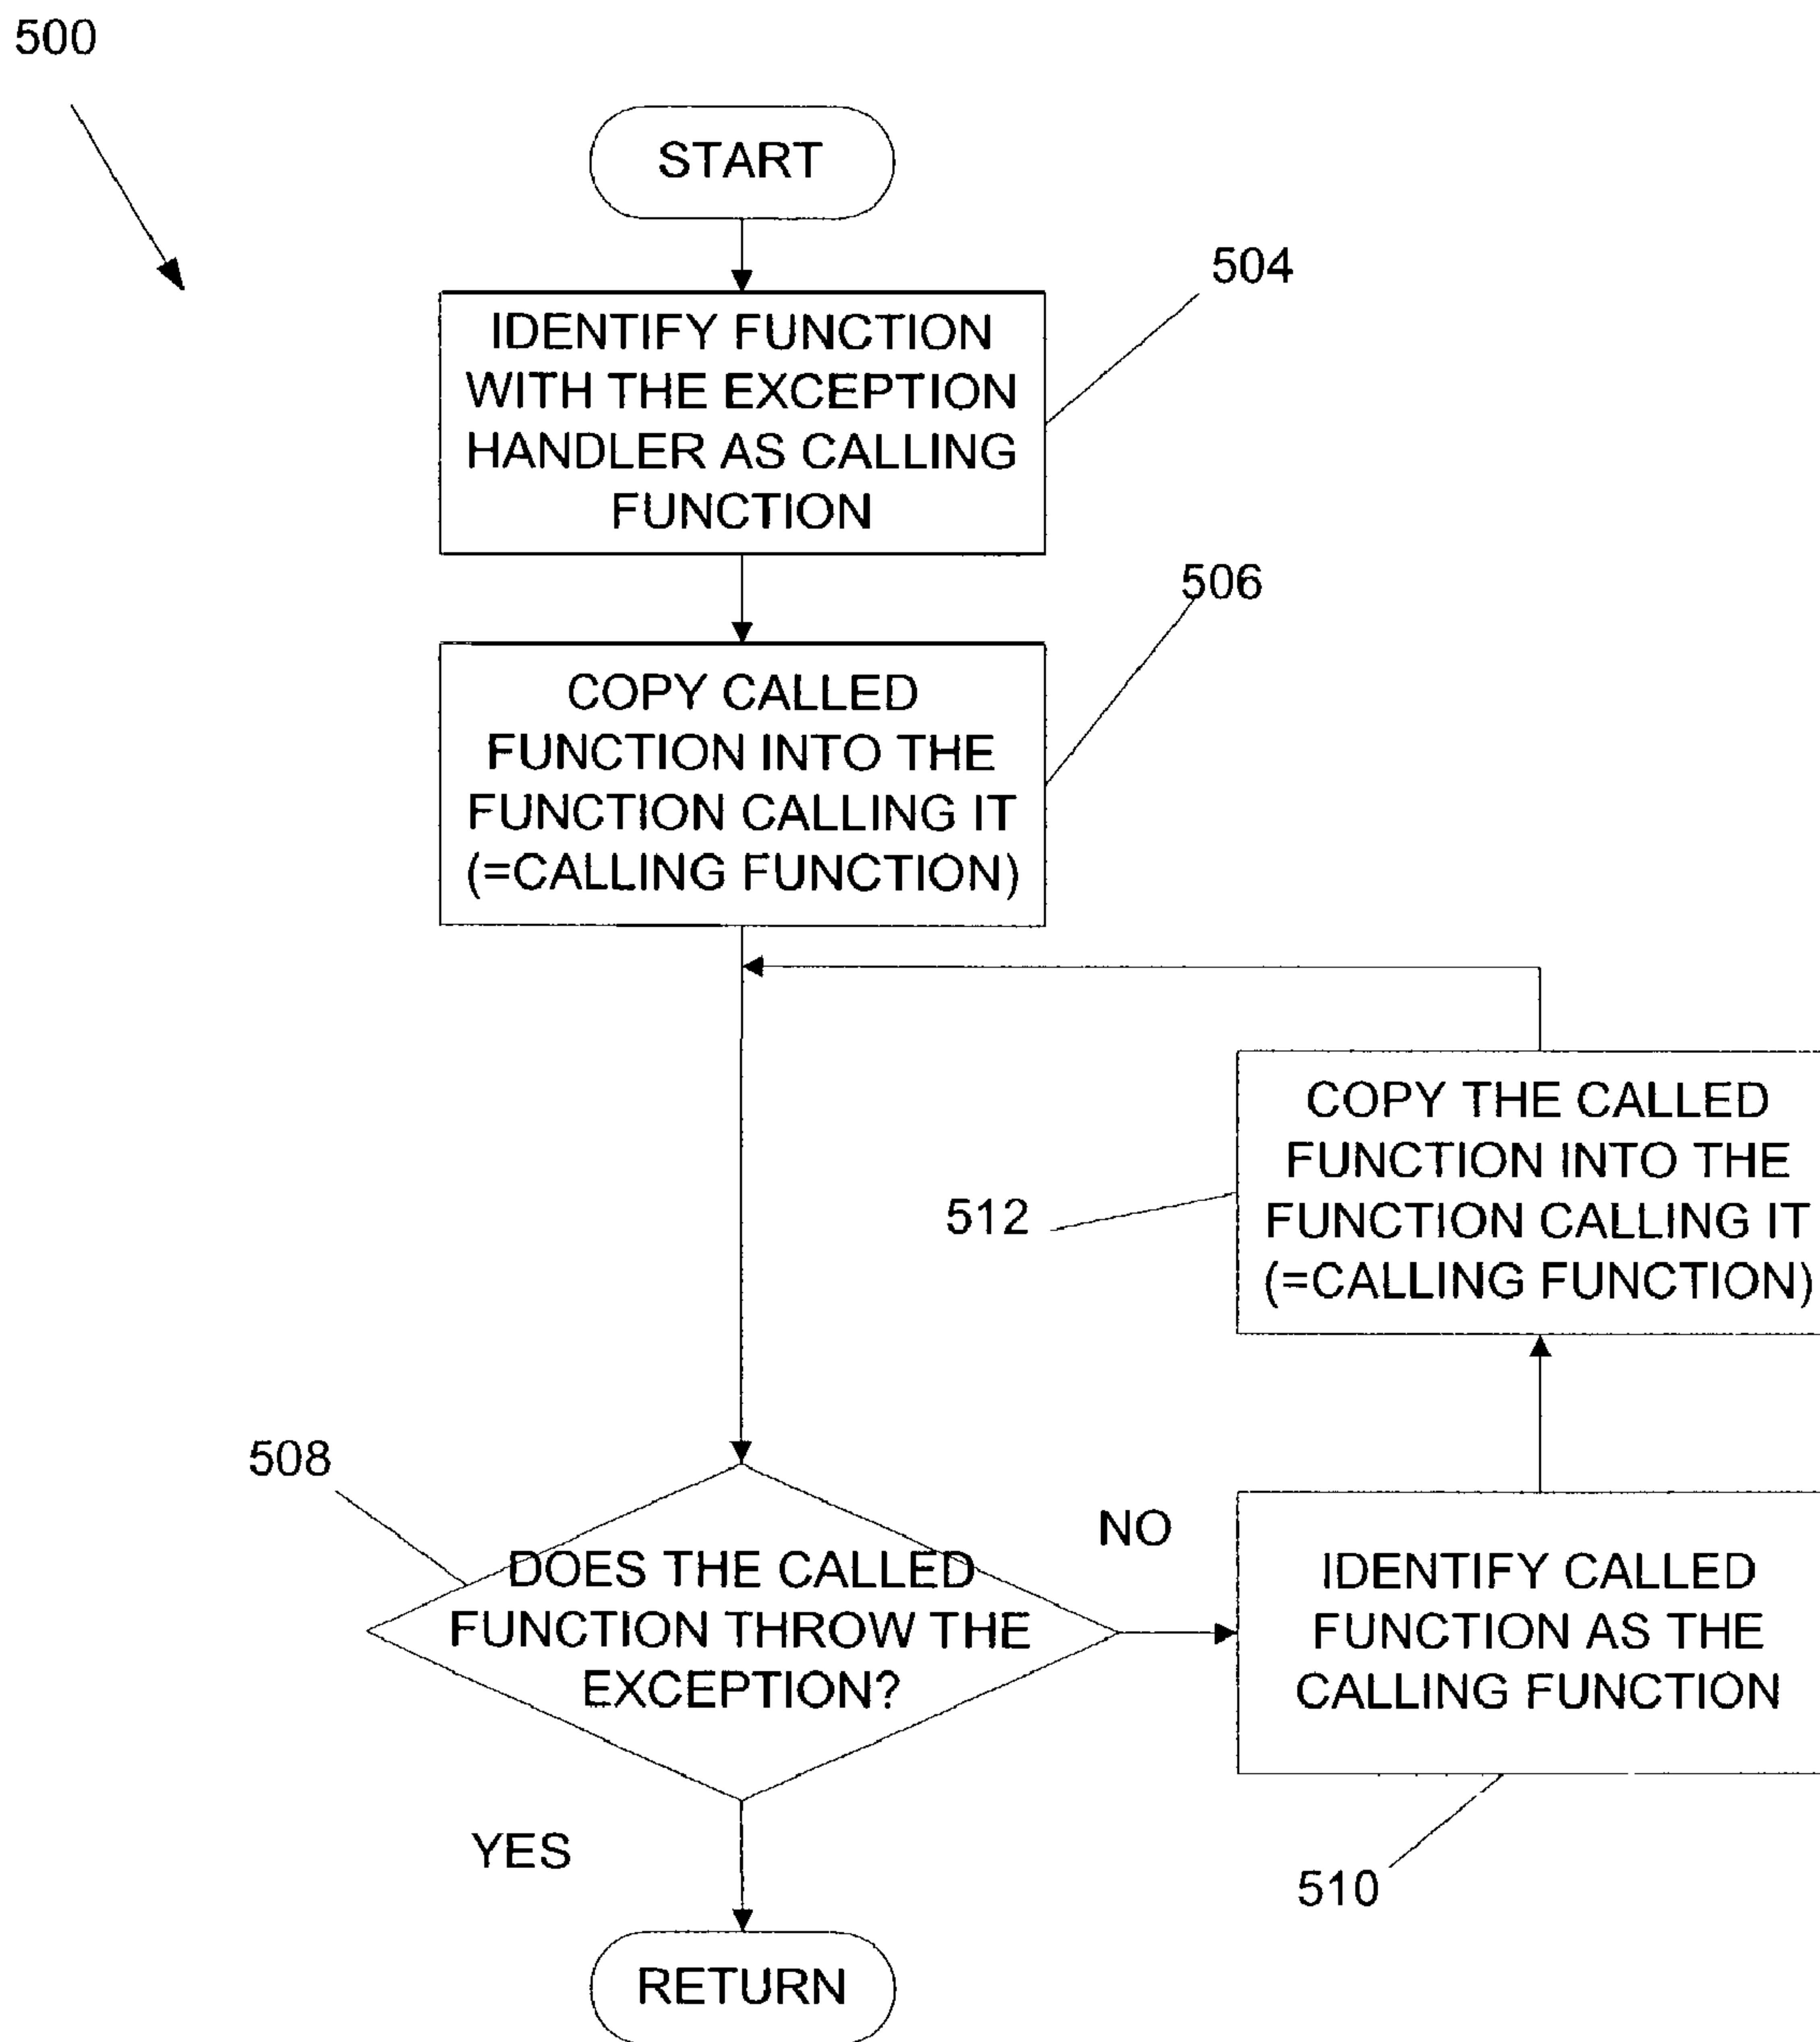 500
START
504
IDENTIFY FUNCTION
WITH THE EXCEPTION
HANDLER AS CALLING
FUNCTION
506
COPY CALLED
FUNCTION INTO THE
FUNCTION CALLING IT
(=CALLING FUNCTION)
COPY THE CALLED
FUNCTION INTO THE
FUNCTION CALLING IT
(=CALLING FUNCTION)
512
508
DOES THE CALLED
FUNCTION THROW THE
EXCEPTION?
NO
IDENTIFY CALLED
FUNCTION AS THE
CALLING FUNCTION
510
YES
RETURN